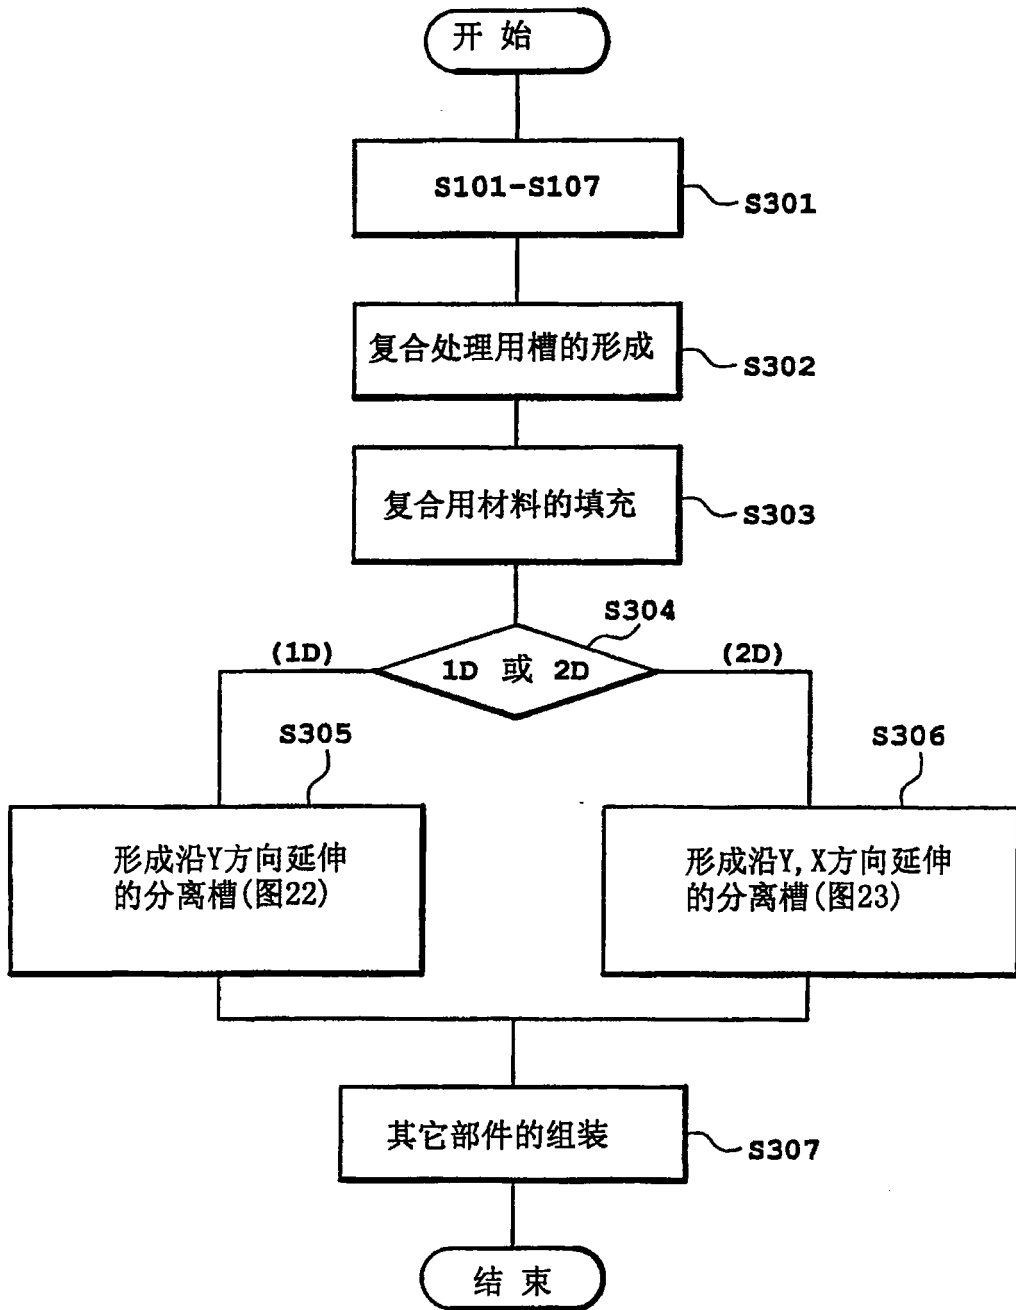 开 始
S101-S107
S301
复合处理用槽的形成
S302
复合用材料的填充
S303
S304
(1D)
1D 或 2D
(2D)
S305
S306
形成沿Y方向延伸
的分离槽(图22)
形成沿Y,X方向延伸
的分离槽(图23)
其它部件的组装
S307
结 束